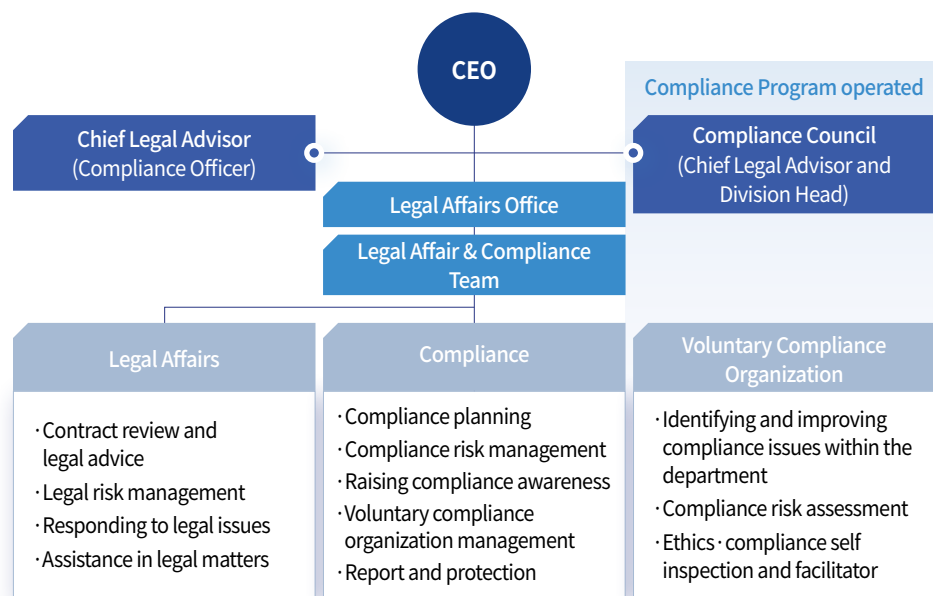 CEO
Compliance Program operated
Chief Legal Advisor
(Compliance Officer)
Compliance Council
(Chief Legal Advisor and
Division Head)
Legal Affairs Office
Legal Affair & Compliance
Team
Legal Affairs
·Contract review and
legal advice
·Legal risk management
·Responding to legal issues
·Assistance in legal matters
Compliance
·Compliance planning
·Compliance risk management
·Raising compliance awareness
·Voluntary compliance
organization management
·Report and protection
Voluntary Compliance
Organization
·Identifying and improving
compliance issues within the
department
·Compliance risk assessment
·Ethics·compliance self
inspection and facilitator